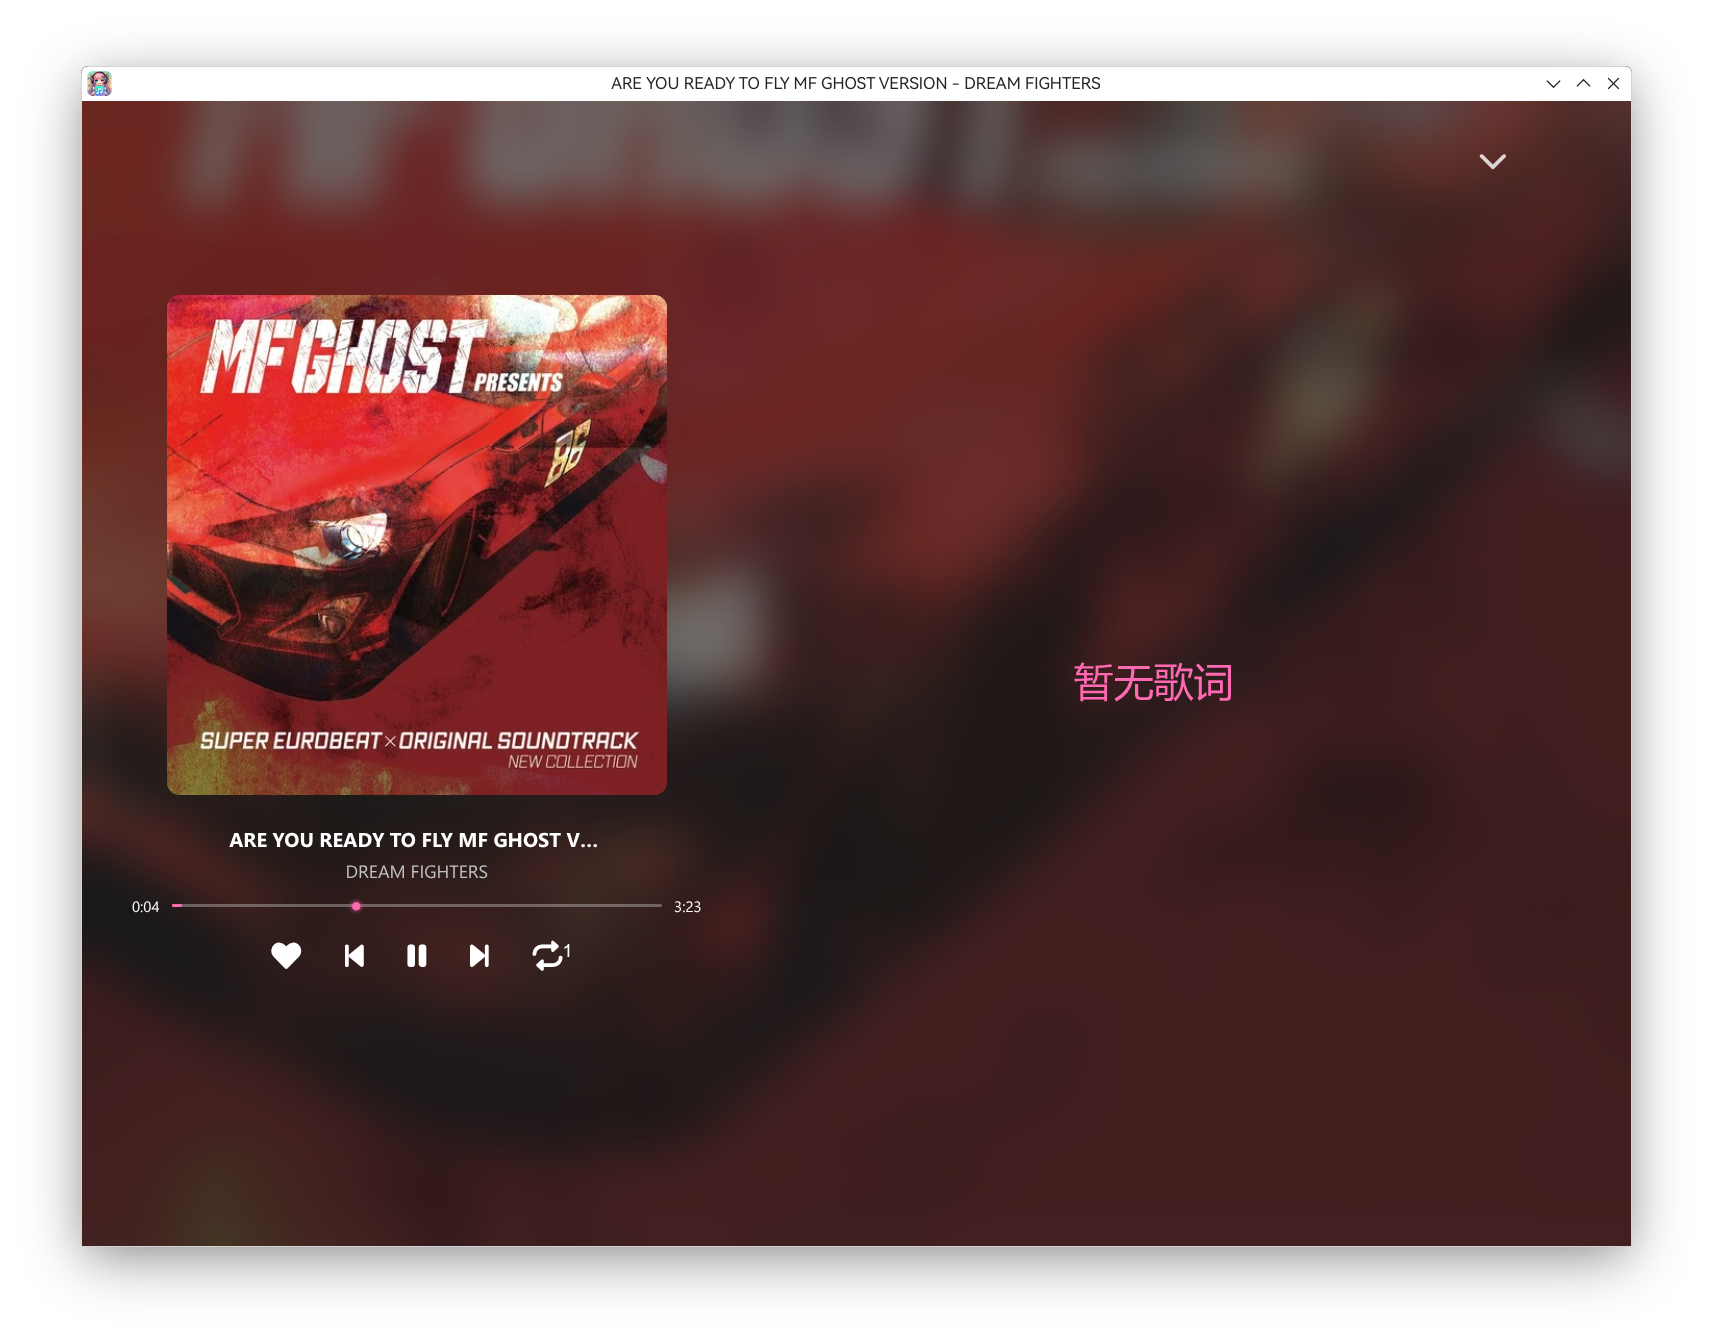 ARE YOU READY TO FLY MF GHOST VERSION - DREAM FIGHTERS
MF GHOST PRESENTS
86
SUPER EUROBEAT×ORIGINAL SOUNDTRACK
NEW COLLECTION
暂无歌词
ARE YOU READY TO FLY MF GHOST V...
DREAM FIGHTERS
0:04 3:23
1